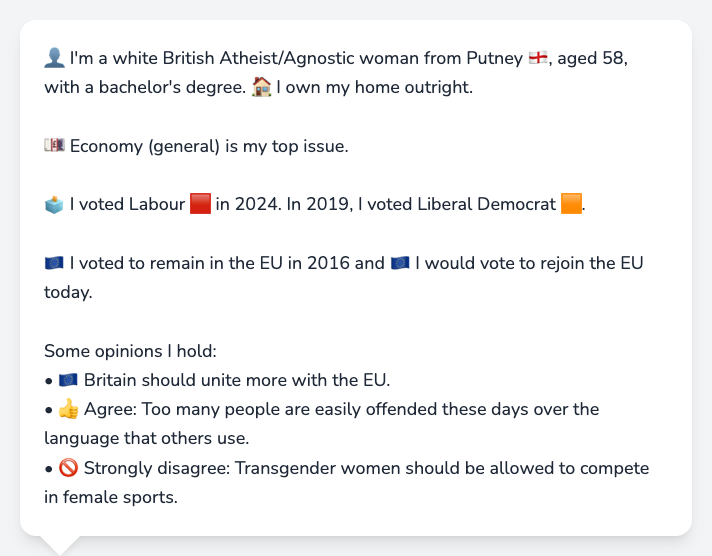 👤 I'm a white British Atheist/Agnostic woman from Putney 🏴󠁧󠁢󠁥󠁮󠁧󠁿, aged 58,
with a bachelor's degree. 🏠 I own my home outright.
💷 Economy (general) is my top issue.
🗳️ I voted Labour 🟥 in 2024. In 2019, I voted Liberal Democrat 🟧.
🇪🇺 I voted to remain in the EU in 2016 and 🇪🇺 I would vote to rejoin the EU
today.
Some opinions I hold:
• 🇪🇺 Britain should unite more with the EU.
• 👍 Agree: Too many people are easily offended these days over the
language that others use.
• 🚫 Strongly disagree: Transgender women should be allowed to compete
in female sports.